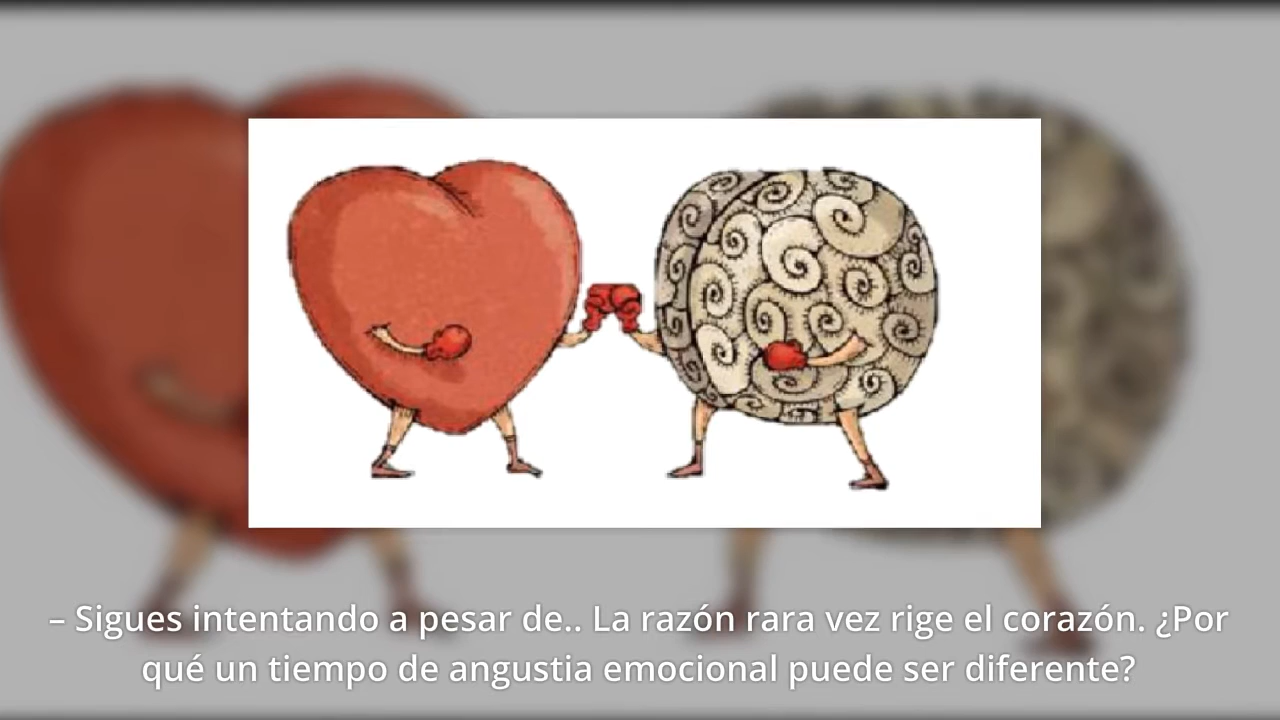 – Sigues intentando a pesar de.. La razón rara vez rige el corazón. ¿Por
qué un tiempo de angustia emocional puede ser diferente?